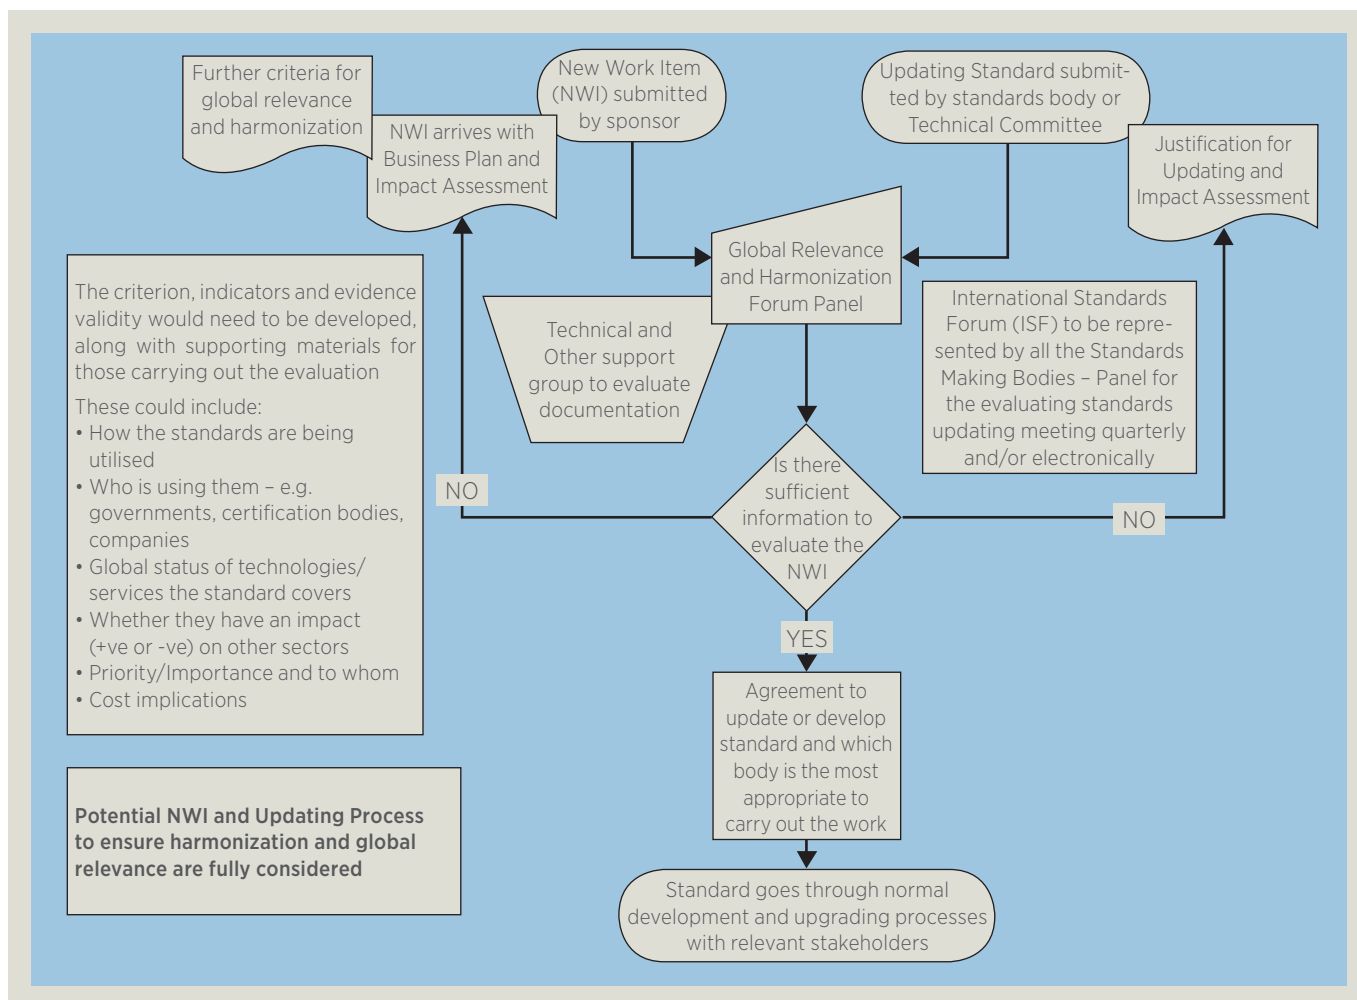 Further criteria for
global relevance
and harmonization
NWI arrives with
Business Plan and
Impact Assessment
New Work Item
(NWI) submitted
by sponsor
Updating Standard submit-
ted by standards body or
Technical Committee
Justification for
Updating and
Impact Assessment
Global Relevance
and Harmonization
Forum Panel
Technical and
Other support
group to evaluate
documentation
International Standards
Forum (ISF) to be repre-
sented by all the Standards
Making Bodies – Panel for
the evaluating standards
updating meeting quarterly
and/or electronically
The criterion, indicators and evidence
validity would need to be developed,
along with supporting materials for
those carrying out the evaluation
These could include:
• How the standards are being
utilised
• Who is using them – e.g.
governments, certification bodies,
companies
• Global status of technologies/
services the standard covers
• Whether they have an impact
(+ve or -ve) on other sectors
• Priority/Importance and to whom
• Cost implications
NO
Is there
sufficient
information to
evaluate the
NWI
NO
YES
Agreement to
update or develop
standard and which
body is the most
appropriate to
carry out the work
Potential NWI and Updating Process
to ensure harmonization and global
relevance are fully considered
Standard goes through normal
development and upgrading processes
with relevant stakeholders